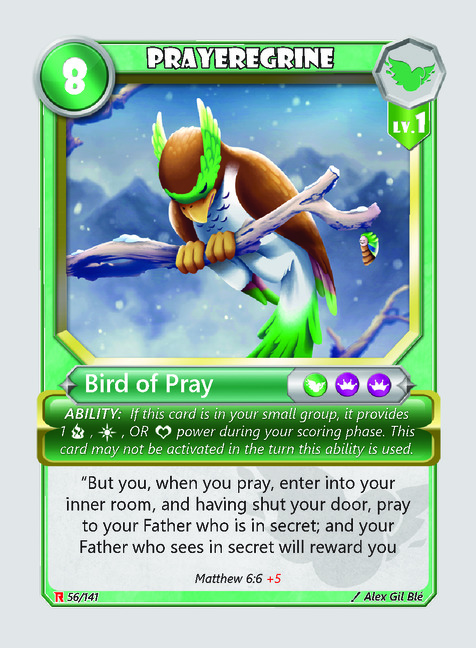 PRAYEREGRINE
8
LV.1
Bird of Pray
ABILITY: If this card is in your small group, it provides
1 , , OR power during your scoring phase. This
card may not be activated in the turn this ability is used.
"But you, when you pray, enter into your
inner room, and having shut your door, pray
to your Father who is in secret; and your
Father who sees in secret will reward you
Matthew 6:6 +5
R 56/141
Alex Gil Blé